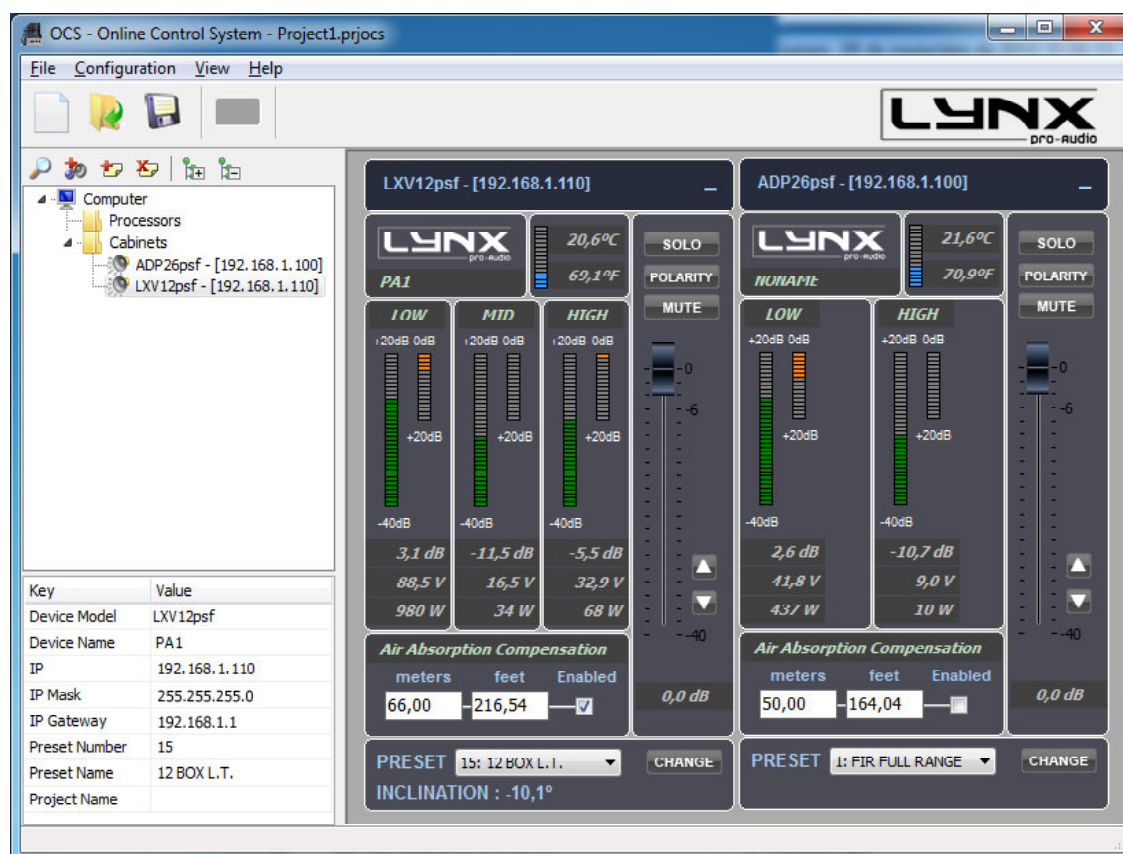 OCS - Online Control System - Project1.prjocs
File Configuration View Help
LYNX
pro-audio
Computer
Processors
Cabinets
ADP26psf - [192.168.1.100]
LXV12psf - [192.168.1.110]
Key Value
Device Model LXV12psf
Device Name PA1
IP 192.168.1.110
IP Mask 255.255.255.0
IP Gateway 192.168.1.1
Preset Number 15
Preset Name 12 BOX L.T.
Project Name
LXV12psf - [192.168.1.110]
LYNX
pro-audio
PA1
20,6ºC
69,1ºF
SOLO
POLARITY
MUTE
LOW MID HIGH
+20dB 0dB +20dB 0dB +20dB 0dB
+20dB +20dB +20dB
-40dB -40dB -40dB
3,1 dB -11,5 dB -5,5 dB
88,5 V 16,5 V 32,9 V
980 W 34 W 68 W
-0
-6
-40
0,0 dB
Air Absorption Compensation
meters feet Enabled
66,00 216,54
PRESET 15: 12 BOX L.T. CHANGE
INCLINATION : -10,1º
ADP26psf - [192.168.1.100]
LYNX
pro-audio
NONAME
21,6ºC
70,9ºF
SOLO
POLARITY
MUTE
LOW HIGH
+20dB 0dB +20dB 0dB
+20dB +20dB
-40dB -40dB
2,6 dB -10,7 dB
41,8 V 9,0 V
437 W 10 W
-0
-6
-40
0,0 dB
Air Absorption Compensation
meters feet Enabled
50,00 164,04
PRESET 1: FIR FULL RANGE CHANGE